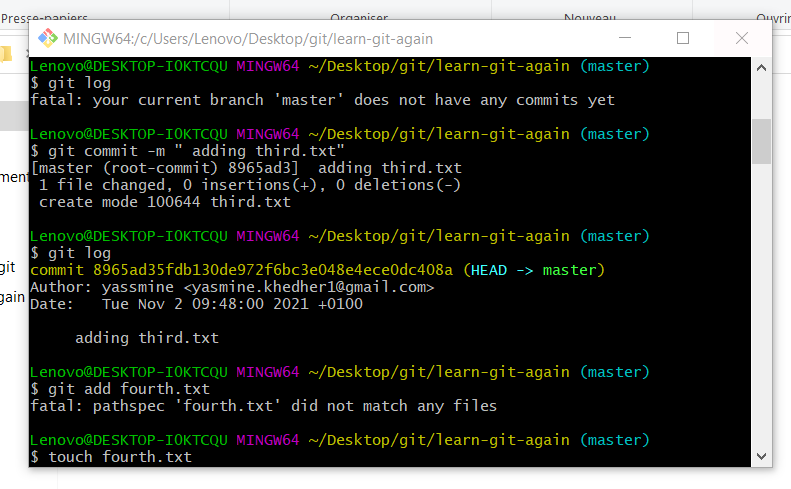 Presse-papiers
Organiser
Nouveau
Ouvrir
MINGW64:/c/Users/Lenovo/Desktop/git/learn-git-again
Lenovo@DESKTOP-I0KTCQU MINGW64 ~/Desktop/git/learn-git-again (master)
$ git log
fatal: your current branch 'master' does not have any commits yet
Lenovo@DESKTOP-I0KTCQU MINGW64 ~/Desktop/git/learn-git-again (master)
$ git commit -m " adding third.txt"
[master (root-commit) 8965ad3]  adding third.txt
 1 file changed, 0 insertions(+), 0 deletions(-)
 create mode 100644 third.txt
Lenovo@DESKTOP-I0KTCQU MINGW64 ~/Desktop/git/learn-git-again (master)
$ git log
commit 8965ad35fdb130de972f6bc3e048e4ece0dc408a (HEAD -> master)
Author: yassmine <yasmine.khedher1@gmail.com>
Date:   Tue Nov 2 09:48:00 2021 +0100
     adding third.txt
Lenovo@DESKTOP-I0KTCQU MINGW64 ~/Desktop/git/learn-git-again (master)
$ git add fourth.txt
fatal: pathspec 'fourth.txt' did not match any files
Lenovo@DESKTOP-I0KTCQU MINGW64 ~/Desktop/git/learn-git-again (master)
$ touch fourth.txt
ment
git
gain